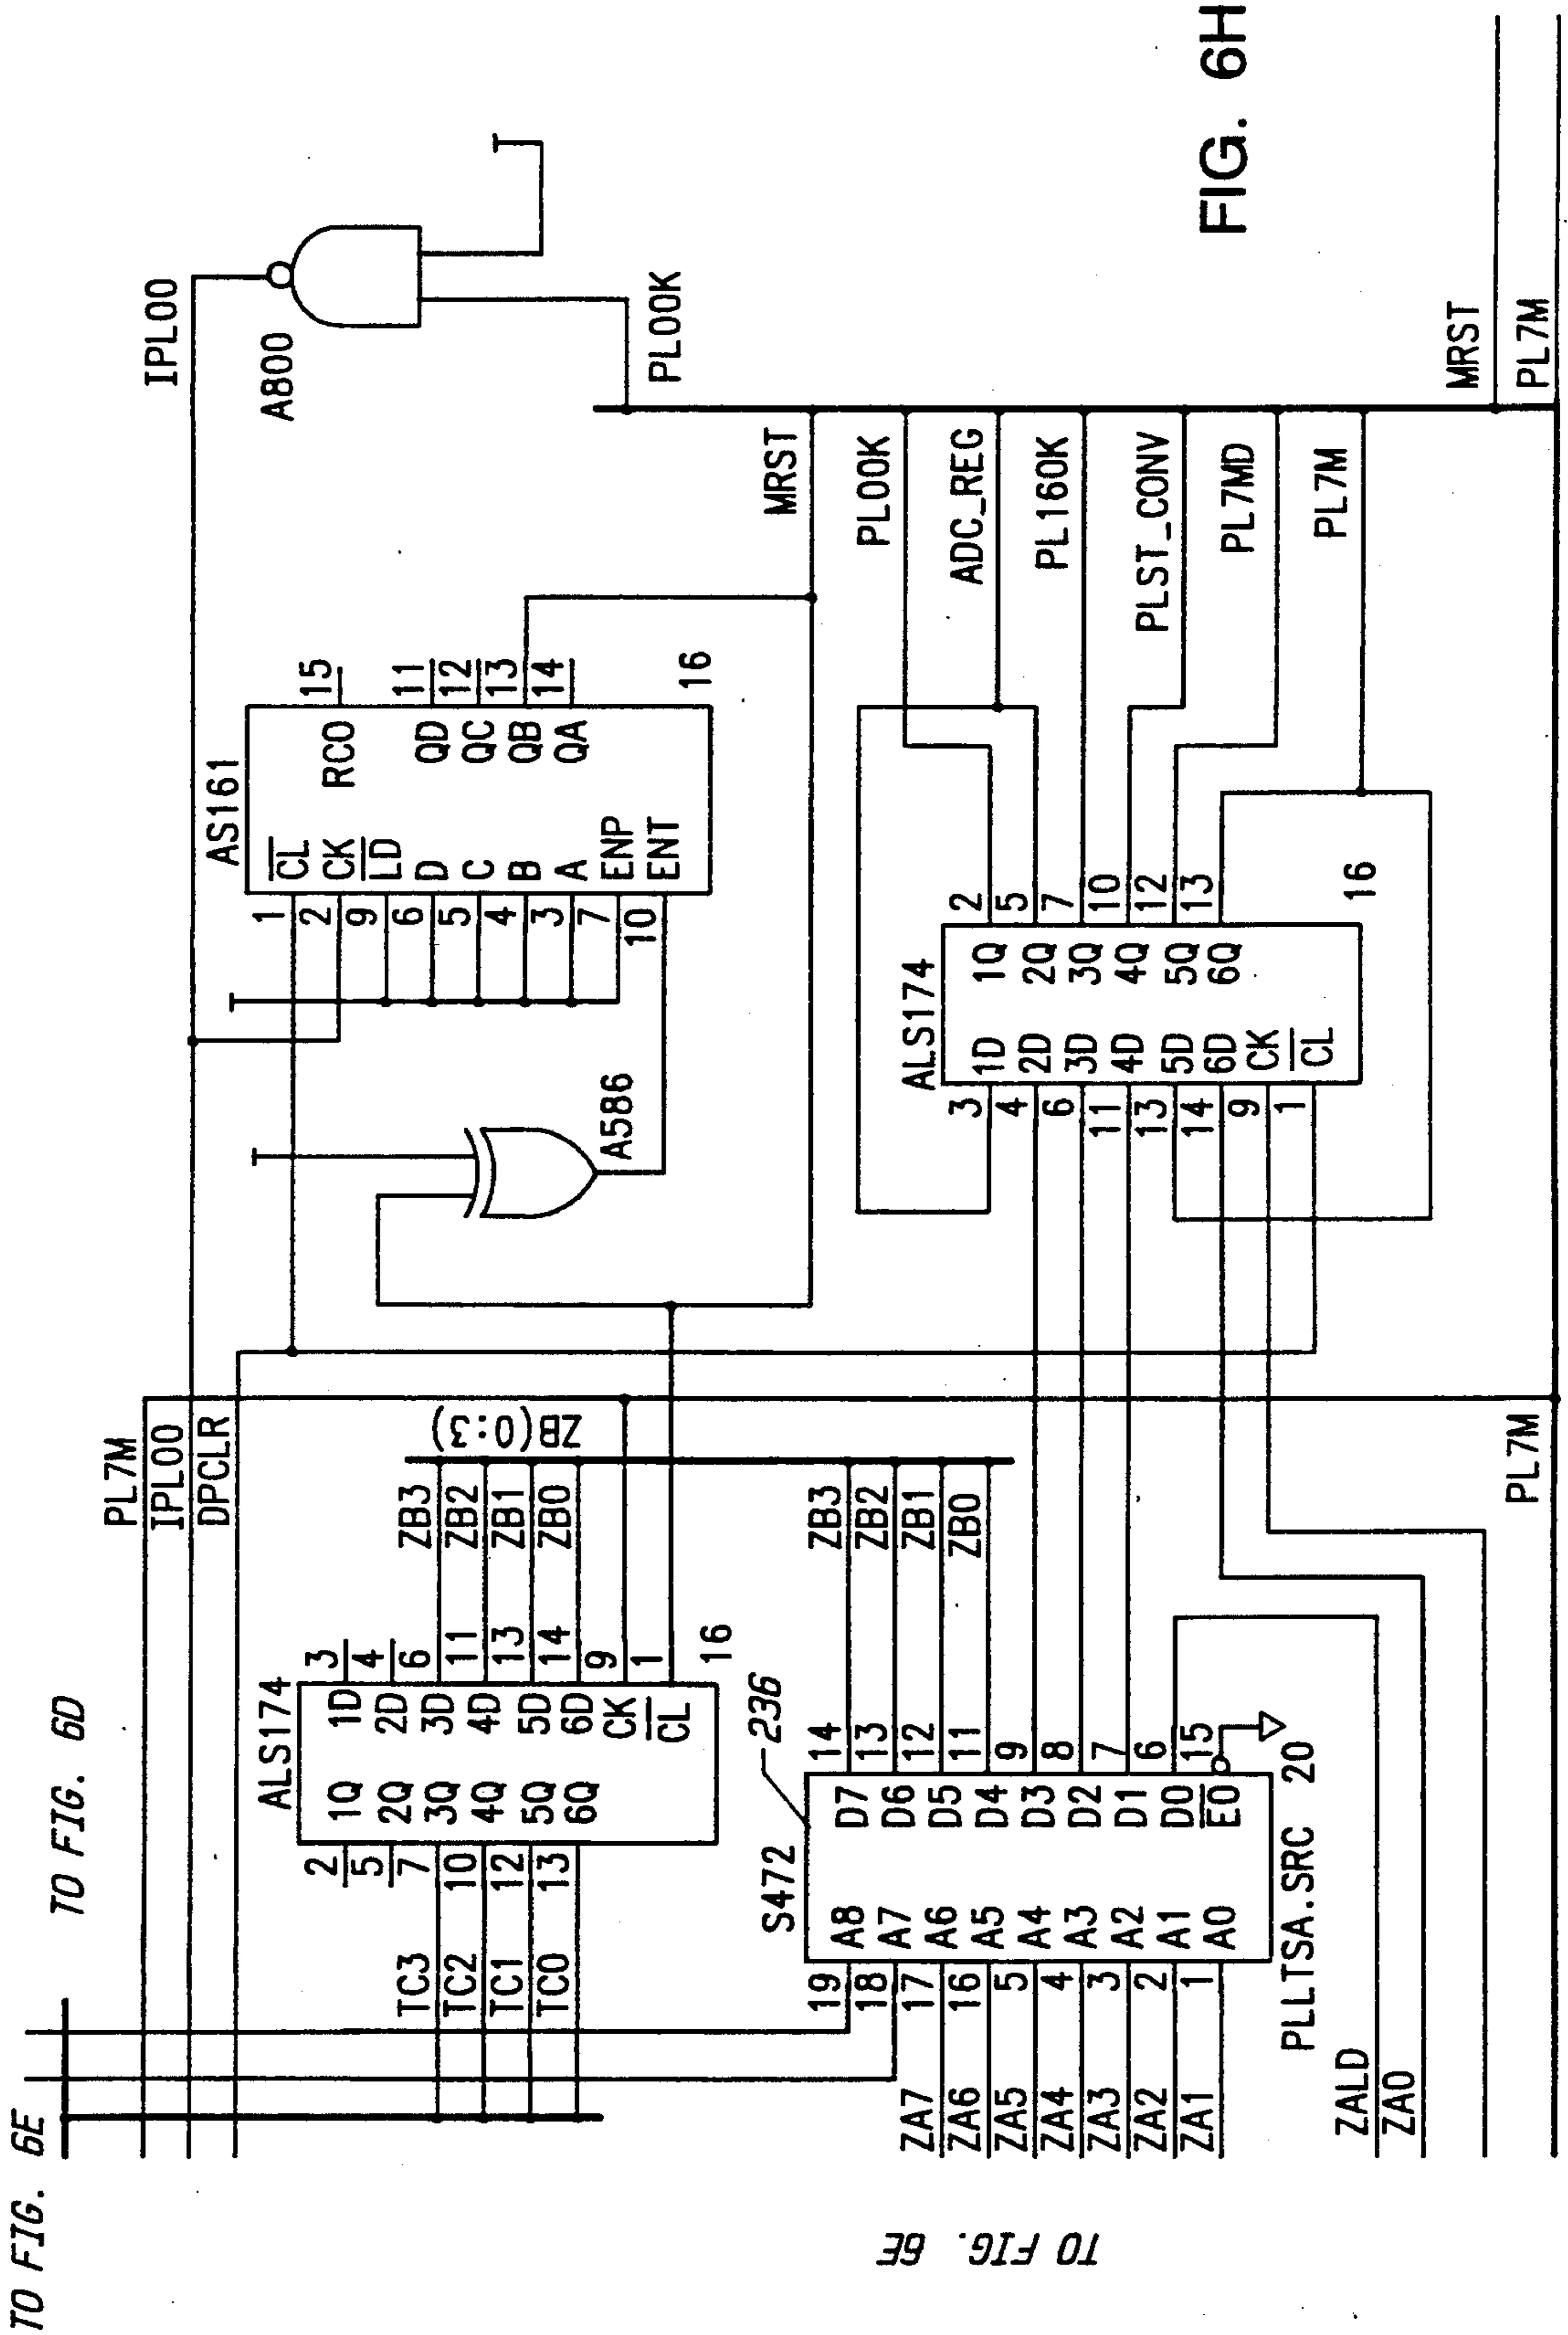 TO FIG. 6E
TO FIG. 6D
PL7M
IPL00
DPCLR
IPL00
A800
PL00K
AS161
CL
CK
LD
D
C
B
A
ENP
ENT
RCO
QD
QC
QB
QA
1
2
9
6
5
4
3
7
10
15
11
12
13
14
16
A586
MRST
ALS174
1Q
2Q
3Q
4Q
5Q
6Q
1D
2D
3D
4D
5D
6D
CK
CL
2
5
7
10
12
13
3
4
6
11
13
14
9
1
16
TC3
TC2
TC1
TC0
ZB3
ZB2
ZB1
ZB0
ZB(0:3)
S472
236
A8
A7
A6
A5
A4
A3
A2
A1
A0
D7
D6
D5
D4
D3
D2
D1
D0
EO
19
18
17
16
5
4
3
2
1
14
13
12
11
9
8
7
6
15
20
PLLTSA.SRC
ZA7
ZA6
ZA5
ZA4
ZA3
ZA2
ZA1
ZB3
ZB2
ZB1
ZB0
ZALD
ZA0
ALS174
1D
2D
3D
4D
5D
6D
CK
CL
1Q
2Q
3Q
4Q
5Q
6Q
3
4
6
11
13
14
9
1
2
5
7
10
12
13
16
PL00K
ADC_REG
PL160K
PLST_CONV
PL7MD
PL7M
MRST
PL7M
PL7M
TO FIG. 6E
FIG. 6H